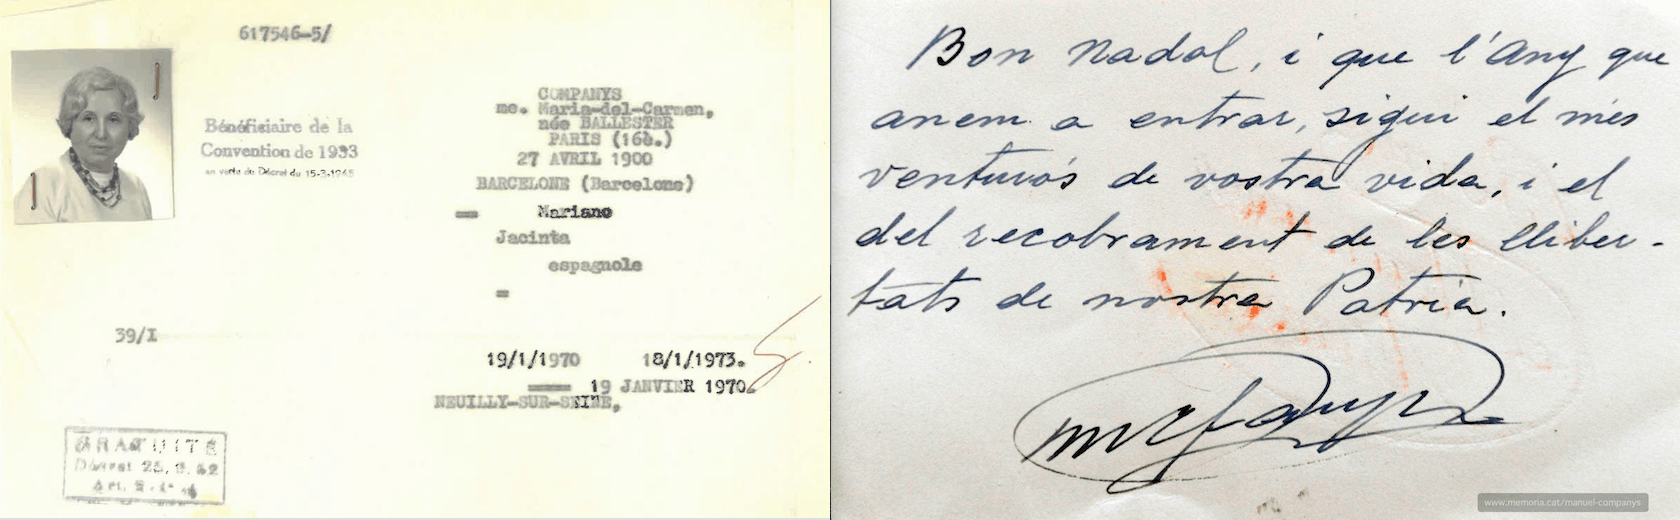 617546-5/
Bénéficiaire de la
Convention de 1933
en vertu du Décret du 15-3-1945
COMPANYS
me. Maria-del-Carmen,
née BALLESTER
PARIS (16è.)
27 AVRIL 1900
BARCELONE (Barcelone)
Mariano
Jacinta
espagnole
39/I
19/1/1970 18/1/1973.
19 JANVIER 1970.
NEUILLY-SUR-SEINE,
GRATUITÉ
Décret
Bon Nadal, i que l'Any que
anem a entrar, sigui el més
venturós de vostra vida, i el
del recobrament de les lliber-
tats de nostra Patria.
www.memoria.cat/manuel-companys